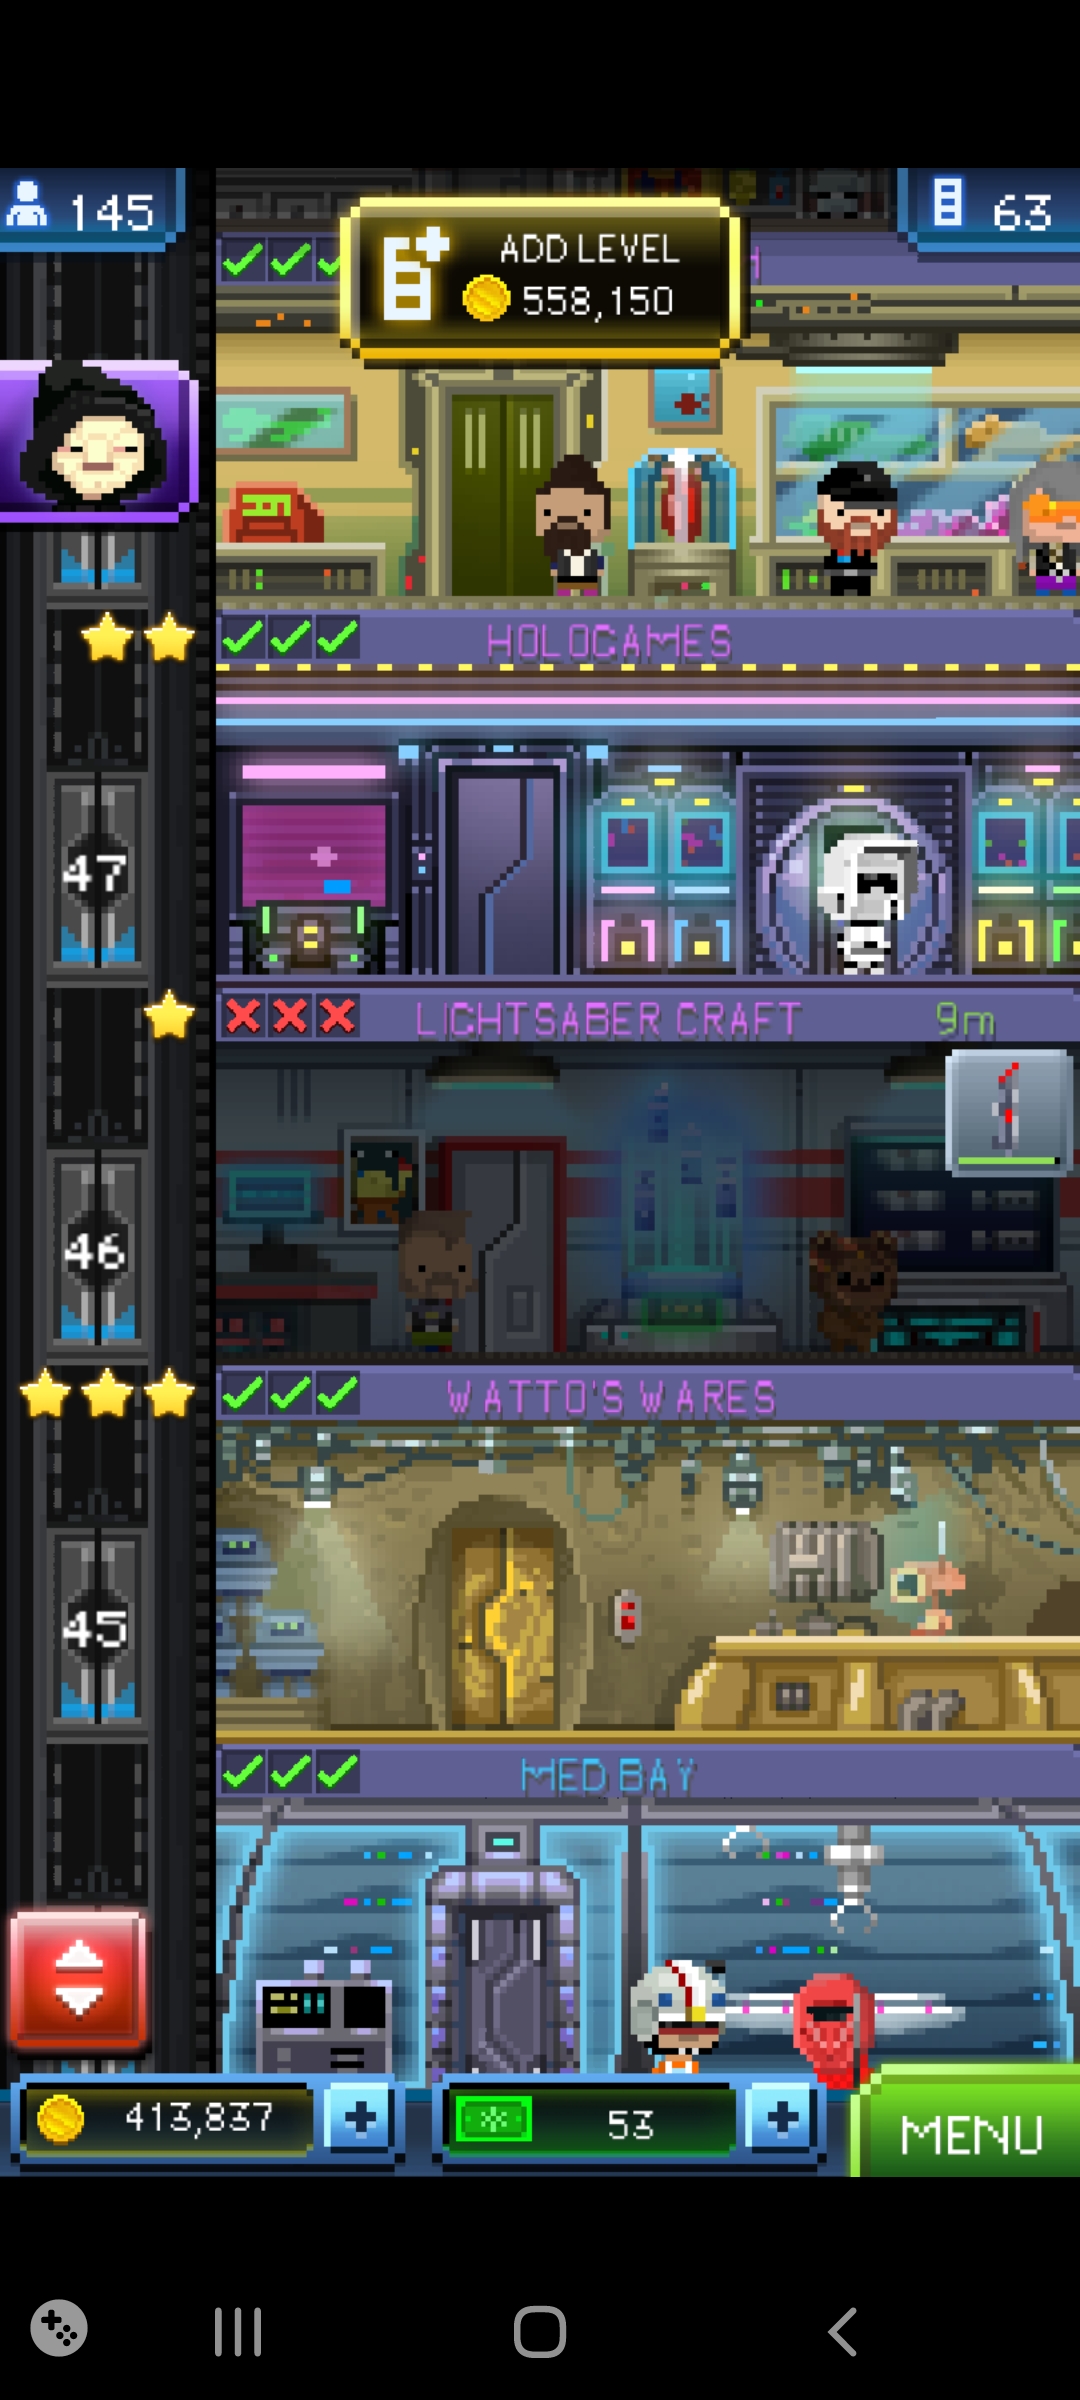 145
63
ADD LEVEL
558,150
HOLOGAMES
47
LIGHTSABER CRAFT
9m
46
WATTO'S WARES
45
MED BAY
413,837
53
MENU